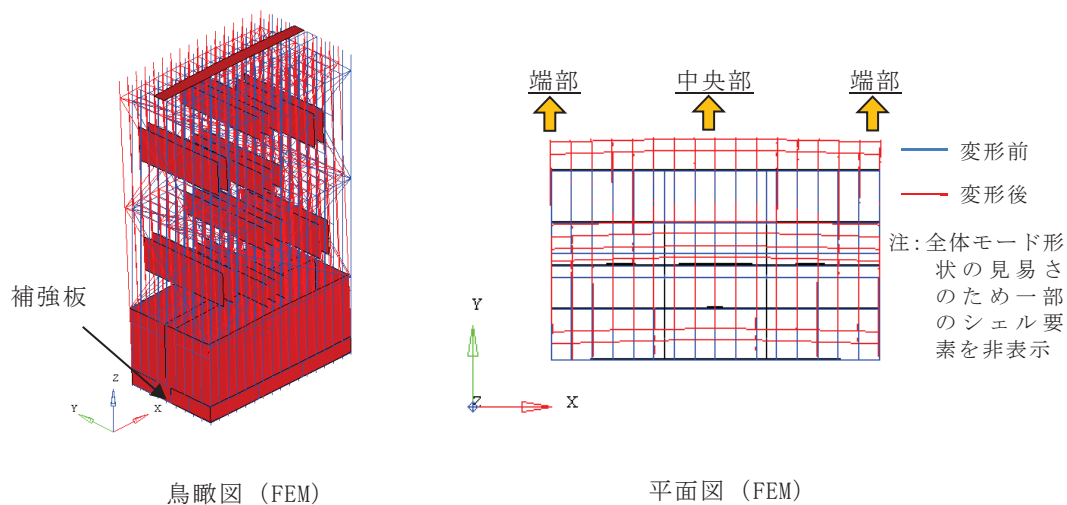 端部
中央部
端部
変形前
変形後
注:全体モード形
状の見易さ
のため一部
のシェル要
素を非表示
補強板
Z
Y
X
Y
Z
X
鳥瞰図 (FEM)
平面図 (FEM)